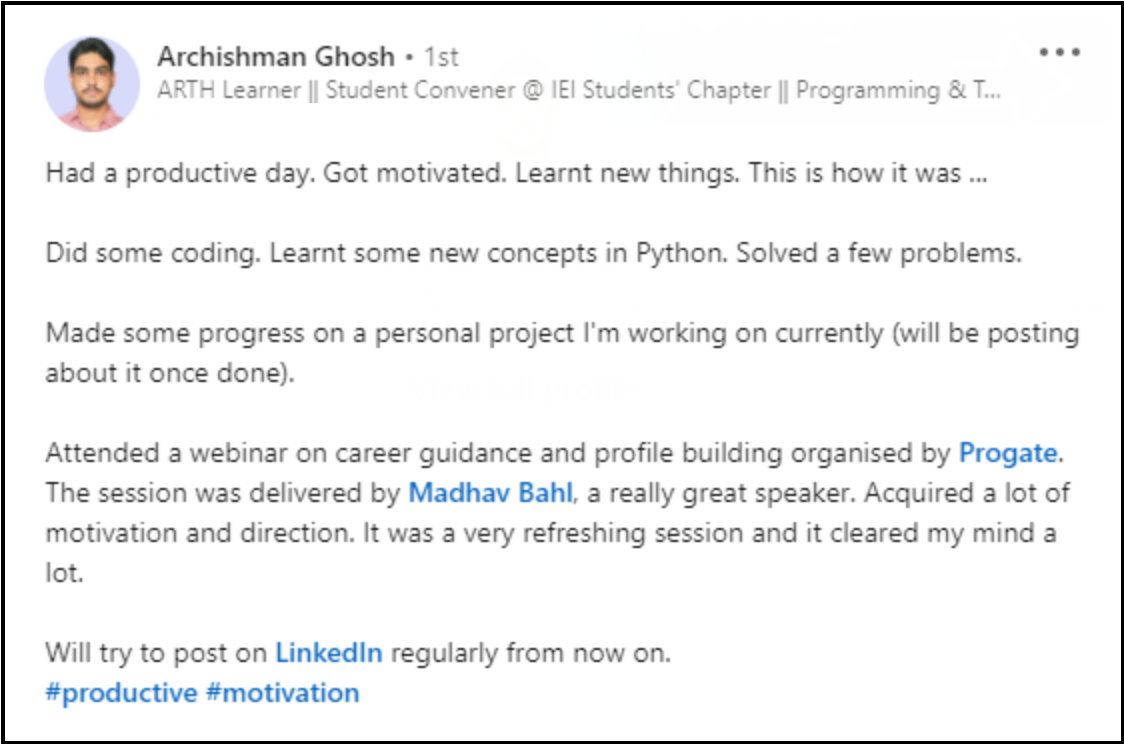 Archishman Ghosh • 1st
ARTH Learner || Student Convener @ IEI Students' Chapter || Programming & T...
Had a productive day. Got motivated. Learnt new things. This is how it was ...
Did some coding. Learnt some new concepts in Python. Solved a few problems.
Made some progress on a personal project I'm working on currently (will be posting
about it once done).
Attended a webinar on career guidance and profile building organised by Progate.
The session was delivered by Madhav Bahl, a really great speaker. Acquired a lot of
motivation and direction. It was a very refreshing session and it cleared my mind a
lot.
Will try to post on LinkedIn regularly from now on.
#productive #motivation